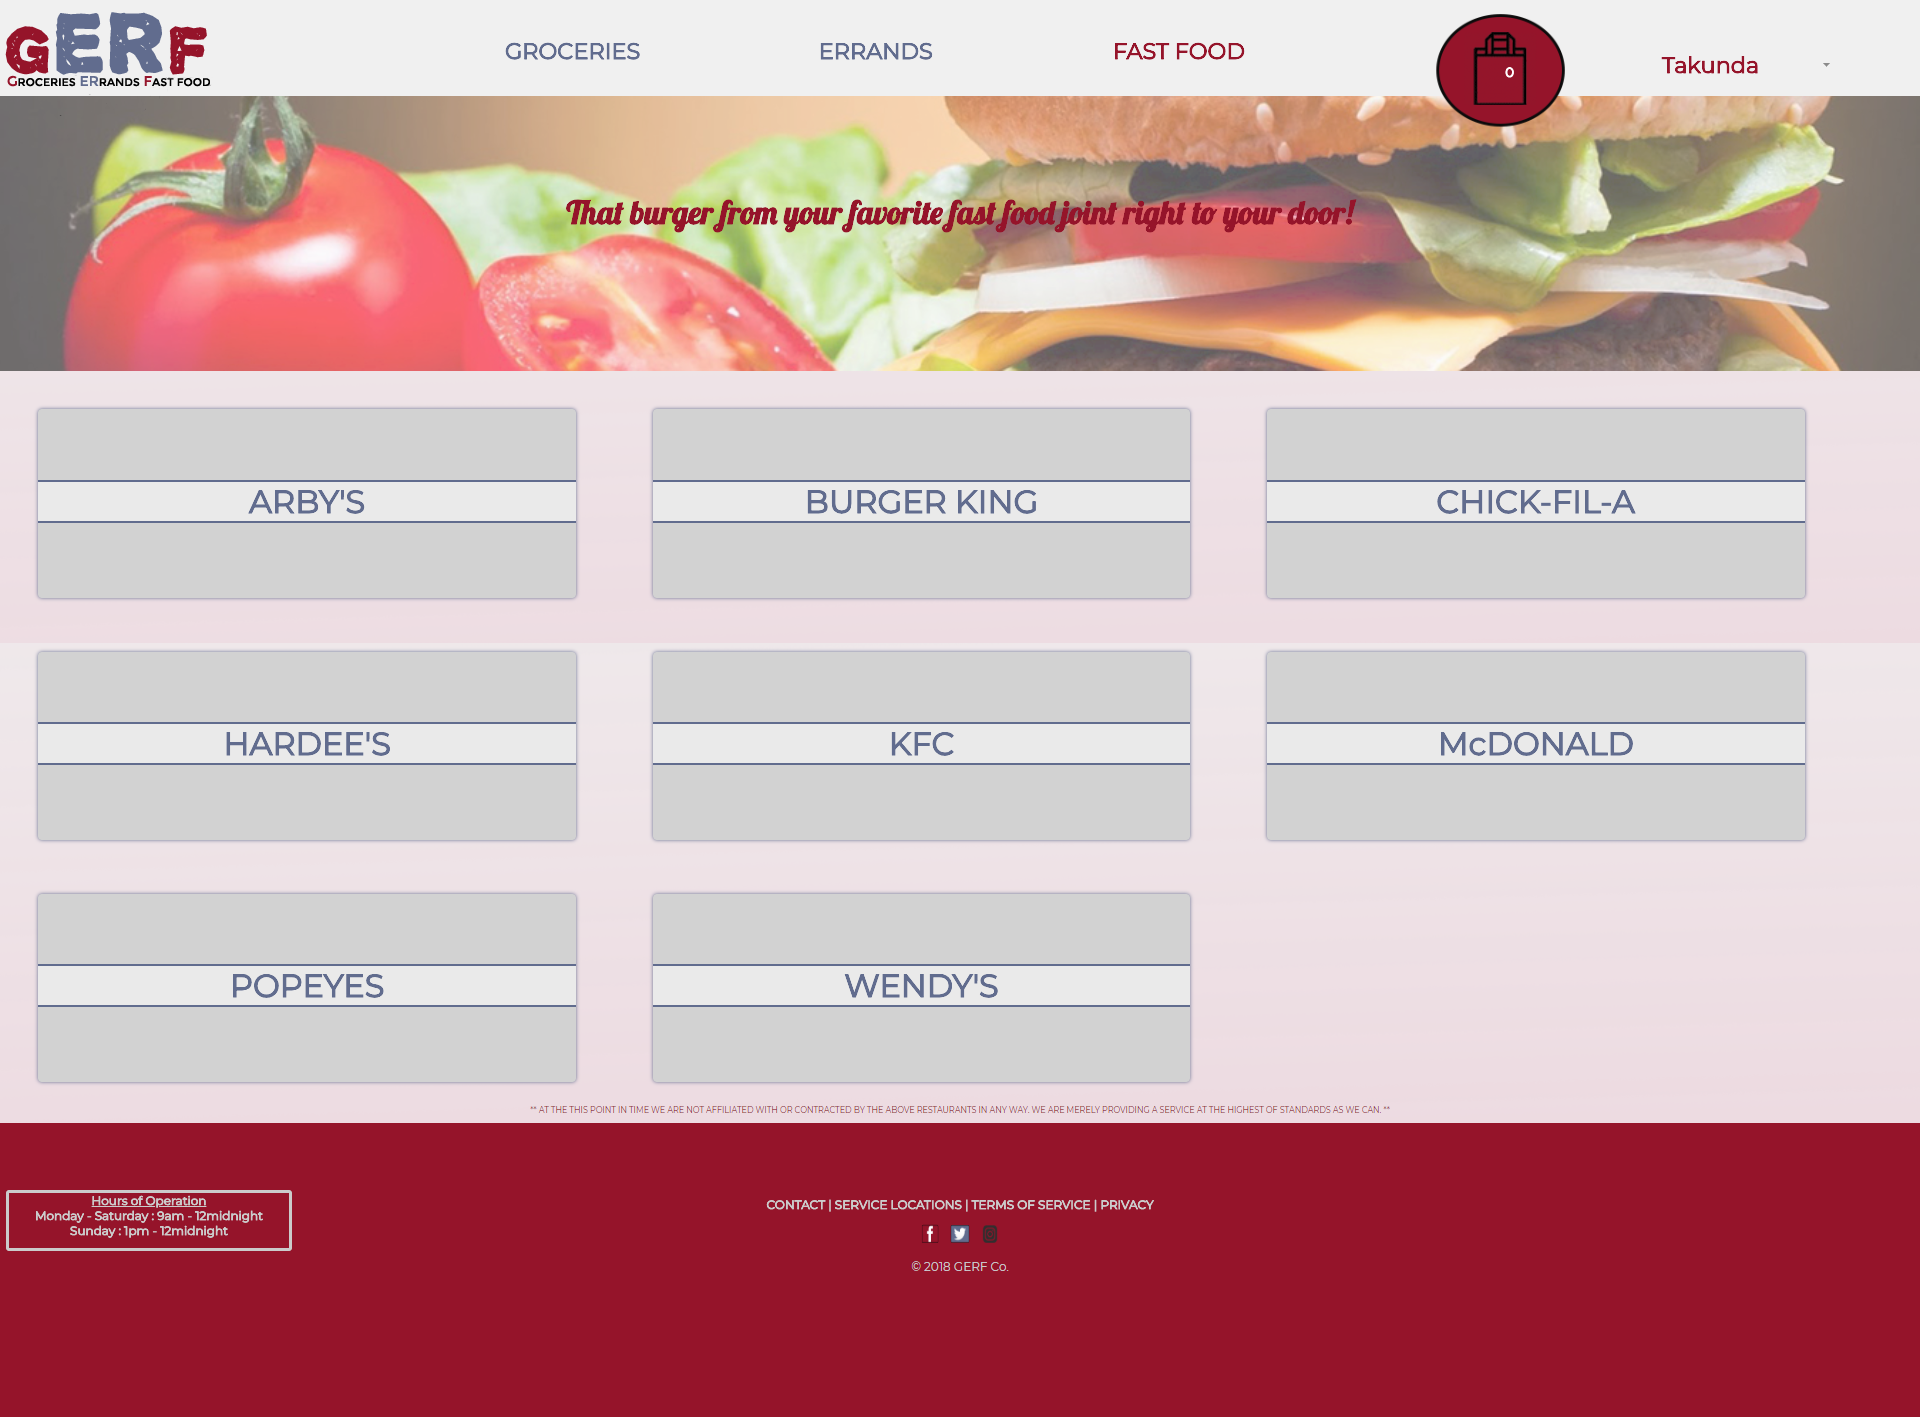 GERF
GROCERIES ERRANDS FAST FOOD
GROCERIES
ERRANDS
FAST FOOD
0
Takunda
That burger from your favorite fast food joint right to your door!
ARBY'S
BURGER KING
CHICK-FIL-A
HARDEE'S
KFC
McDONALD
POPEYES
WENDY'S
** AT THE THIS POINT IN TIME WE ARE NOT AFFILIATED WITH OR CONTRACTED BY THE ABOVE RESTAURANTS IN ANY WAY. WE ARE MERELY PROVIDING A SERVICE AT THE HIGHEST OF STANDARDS AS WE CAN. **
Hours of Operation
Monday - Saturday : 9am - 12midnight
Sunday : 1pm - 12midnight
CONTACT | SERVICE LOCATIONS | TERMS OF SERVICE | PRIVACY
© 2018 GERF Co.